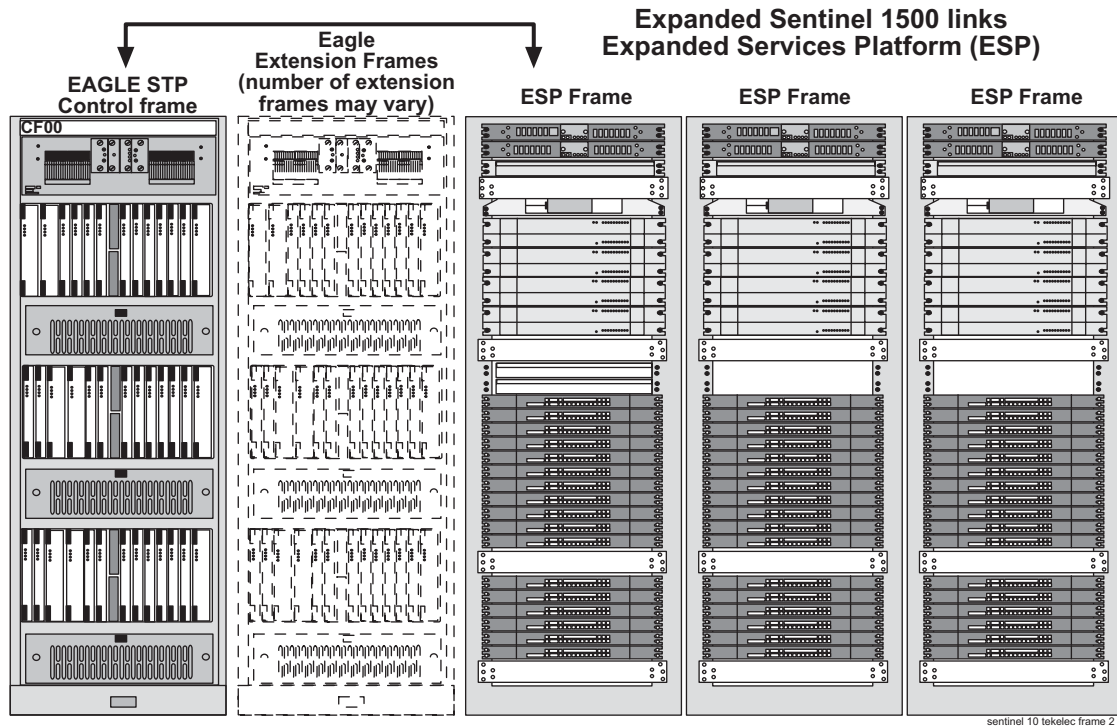 Expanded Sentinel 1500 links
Expanded Services Platform (ESP)
EAGLE STP
Control frame
Eagle
Extension Frames
(number of extension
frames may vary)
ESP Frame
ESP Frame
ESP Frame
CF00
sentinel 10 tekelec frame 2